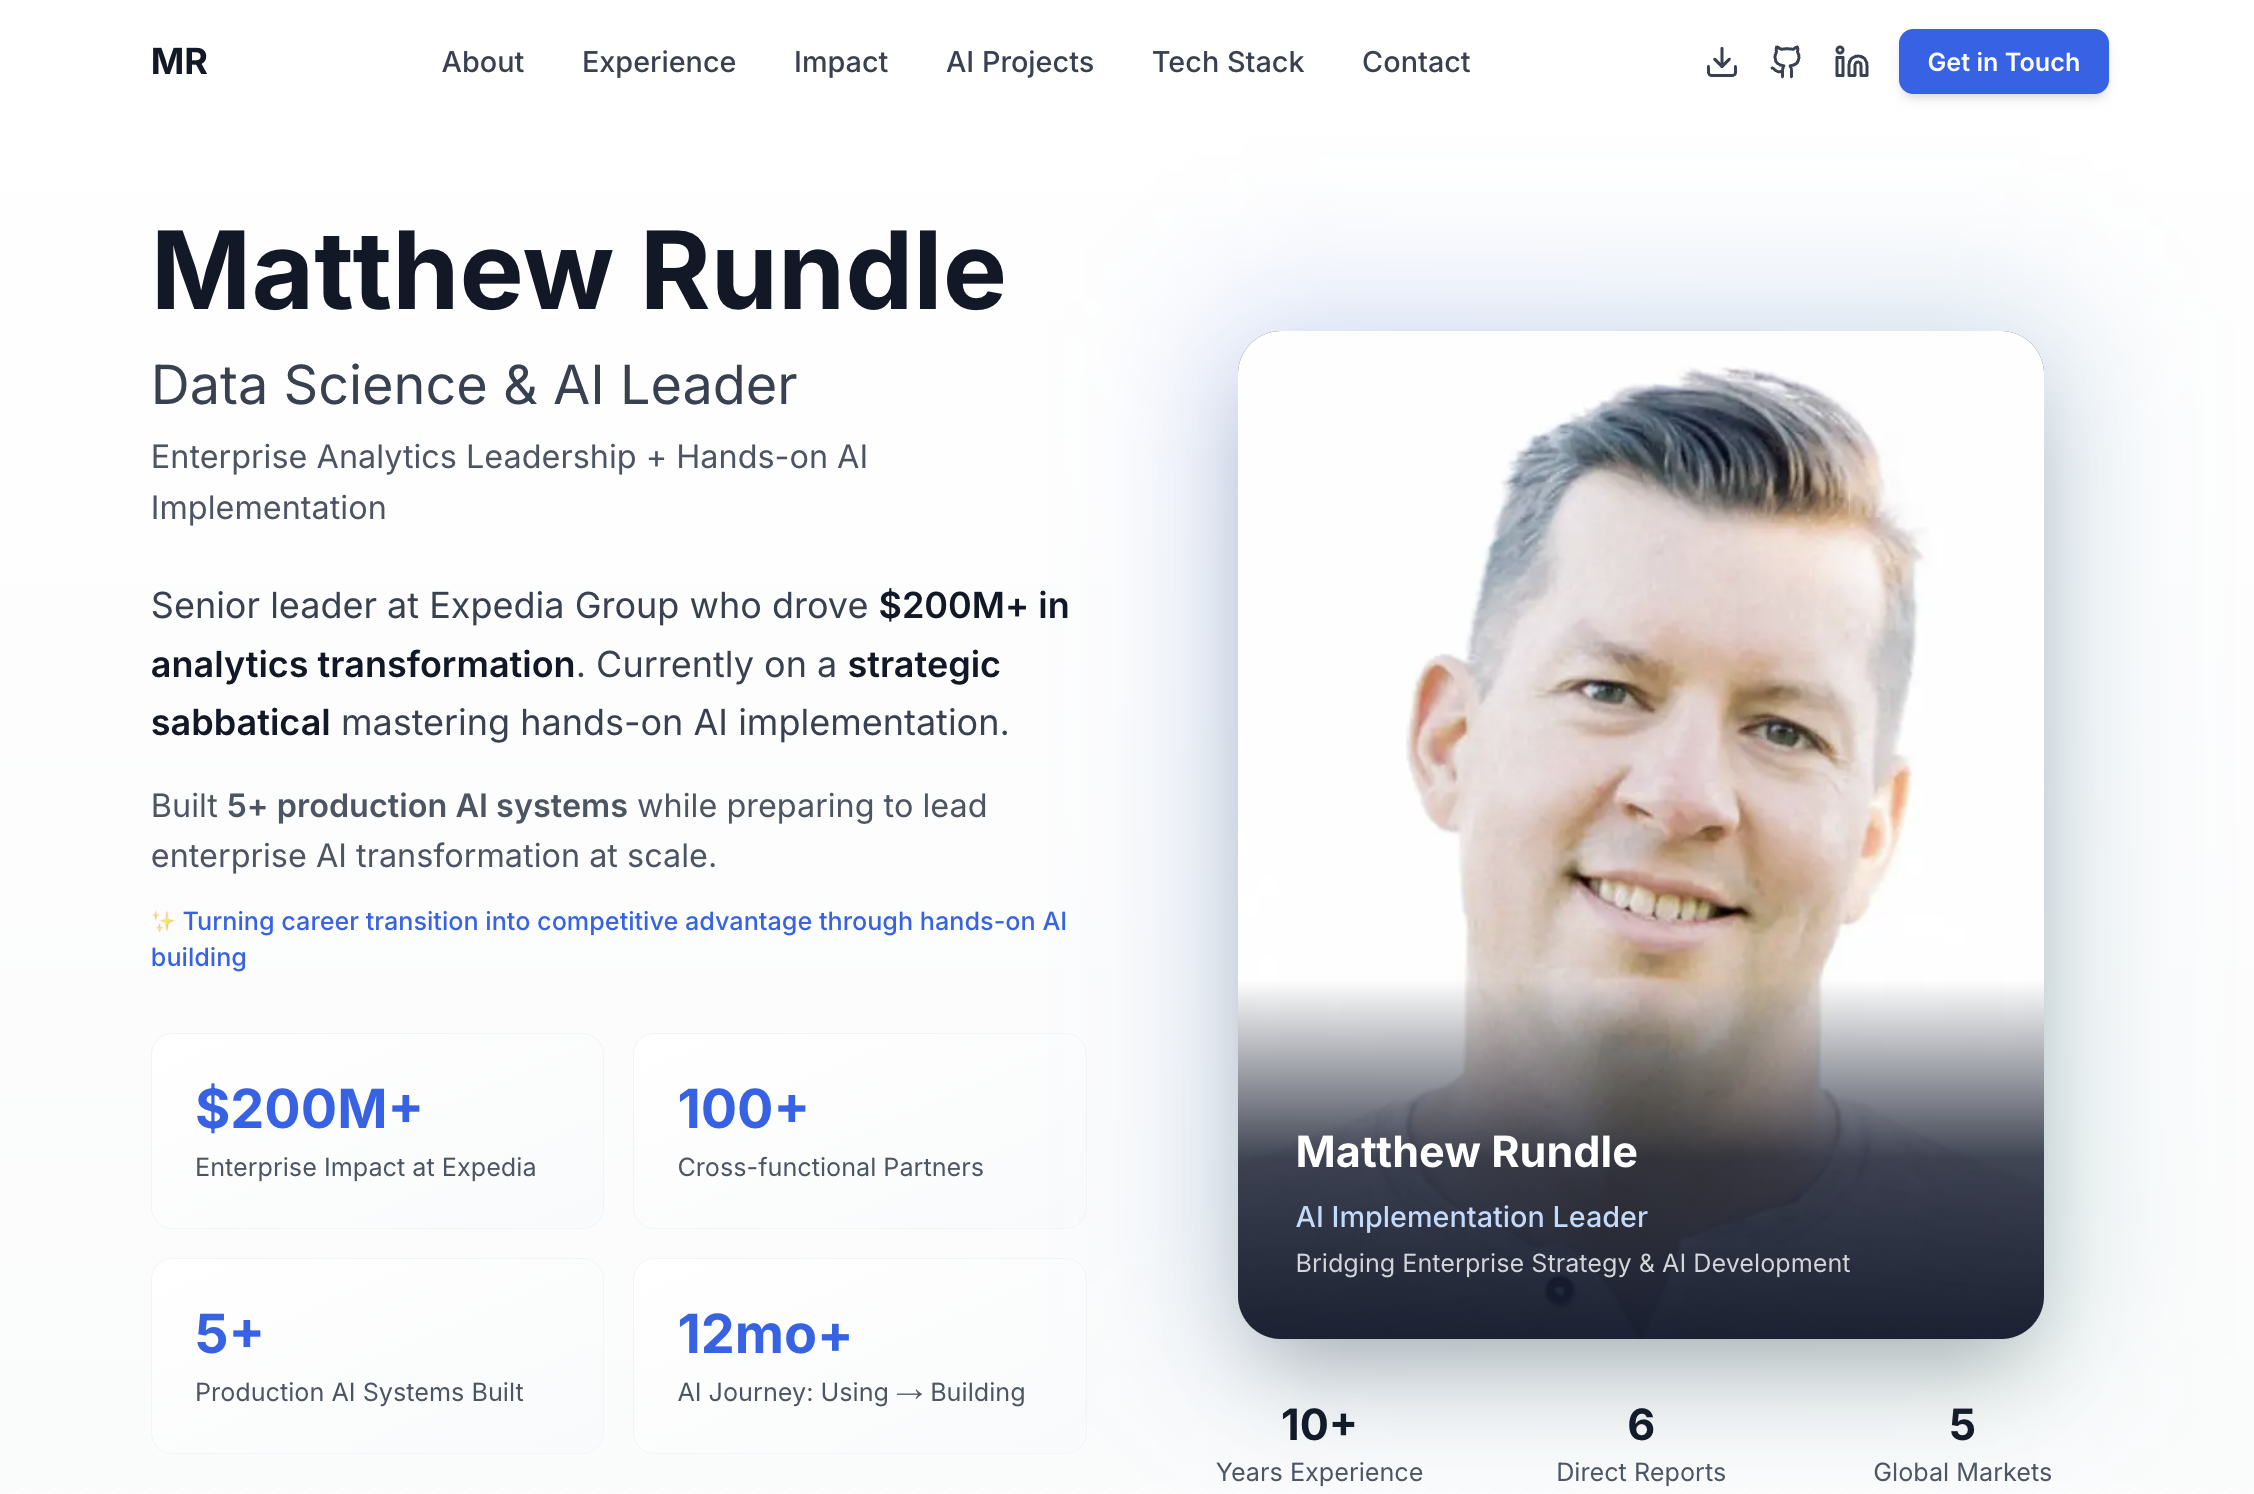 MR
About
Experience
Impact
AI Projects
Tech Stack
Contact
Get in Touch
Matthew Rundle
Data Science & AI Leader
Enterprise Analytics Leadership + Hands-on AI
Implementation
Senior leader at Expedia Group who drove $200M+ in
analytics transformation. Currently on a strategic
sabbatical mastering hands-on AI implementation.
Built 5+ production AI systems while preparing to lead
enterprise AI transformation at scale.
✨ Turning career transition into competitive advantage through hands-on AI
building
$200M+
Enterprise Impact at Expedia
100+
Cross-functional Partners
5+
Production AI Systems Built
12mo+
AI Journey: Using → Building
Matthew Rundle
AI Implementation Leader
Bridging Enterprise Strategy & AI Development
10+
Years Experience
6
Direct Reports
5
Global Markets